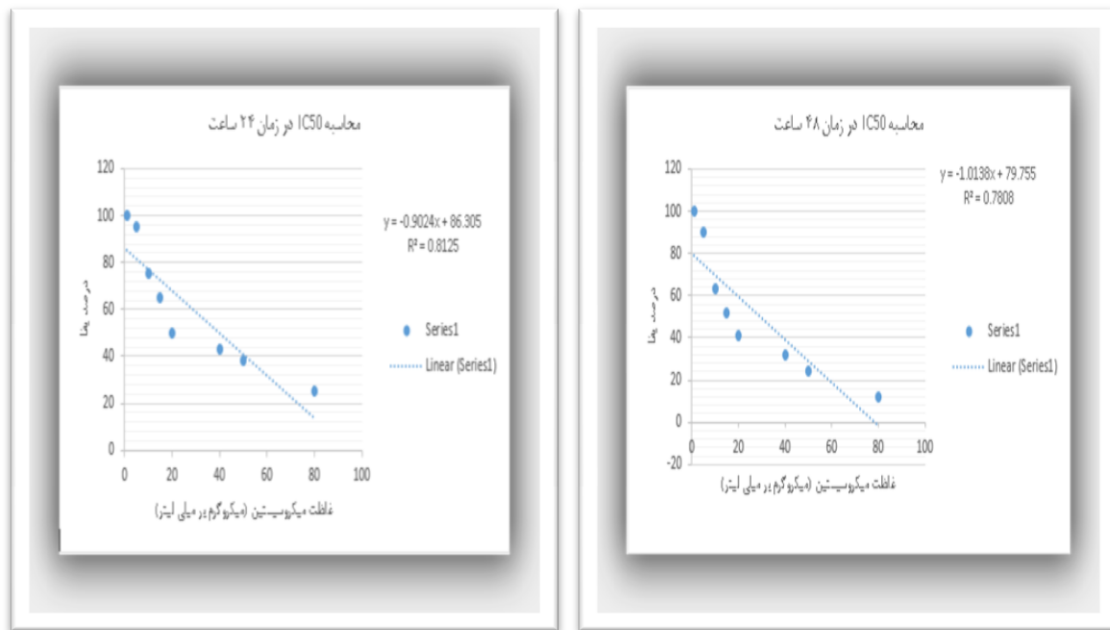 محاسبه IC50 در زمان ۲۴ ساعت
120
100
80
60
40
20
0
0 20 40 60 80 100
درصد بقا
غلظت میکروسیستین (میکروگرم بر میلی لیتر)
y = -0.9024x + 86.305
R² = 0.8125
Series1
Linear (Series1)
محاسبه IC50 در زمان ۴۸ ساعت
120
100
80
60
40
20
0
-20
0 20 40 60 80 100
درصد بقا
غلظت میکروسیستین (میکروگرم بر میلی لیتر)
y = -1.0138x + 79.755
R² = 0.7808
Series1
Linear (Series1)